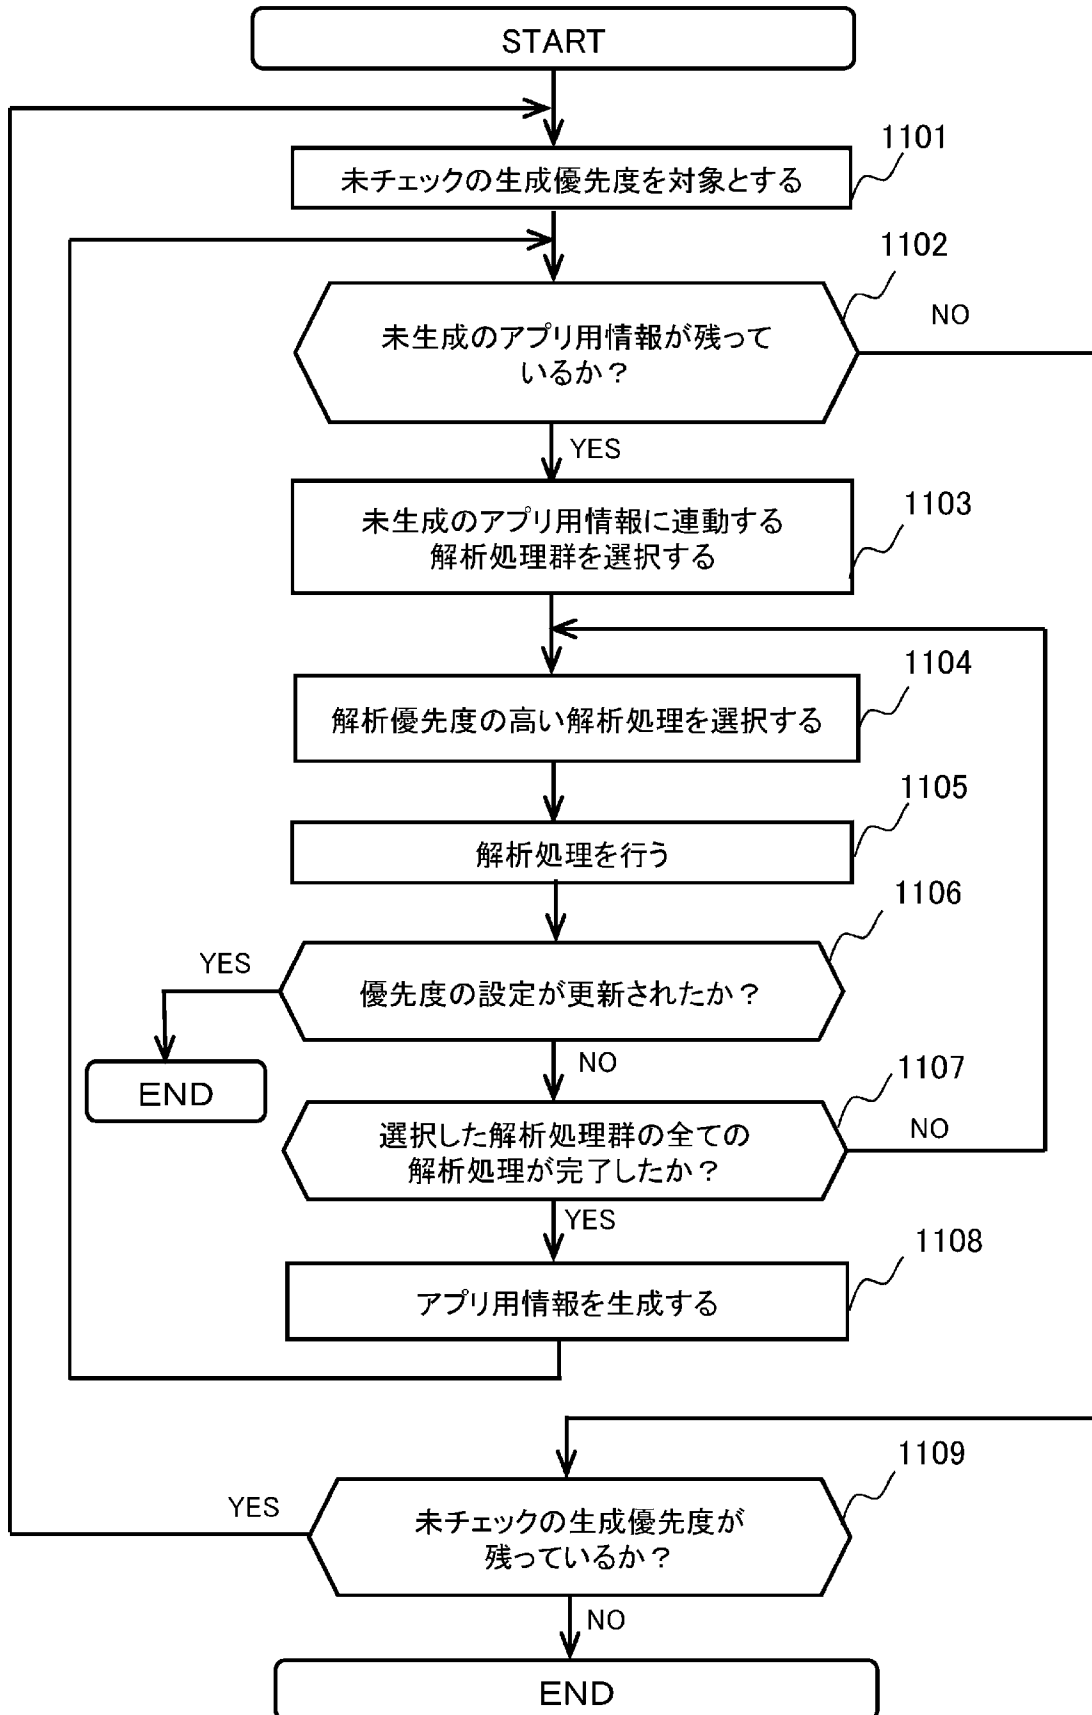 START
1101
未チェックの生成優先度を対象とする
1102
NO
未生成のアプリ用情報が残って
いるか？
YES
1103
未生成のアプリ用情報に連動する
解析処理群を選択する
1104
解析優先度の高い解析処理を選択する
1105
解析処理を行う
1106
YES
優先度の設定が更新されたか？
END
NO
1107
NO
選択した解析処理群の全ての
解析処理が完了したか？
YES
1108
アプリ用情報を生成する
1109
YES
未チェックの生成優先度が
残っているか？
NO
END